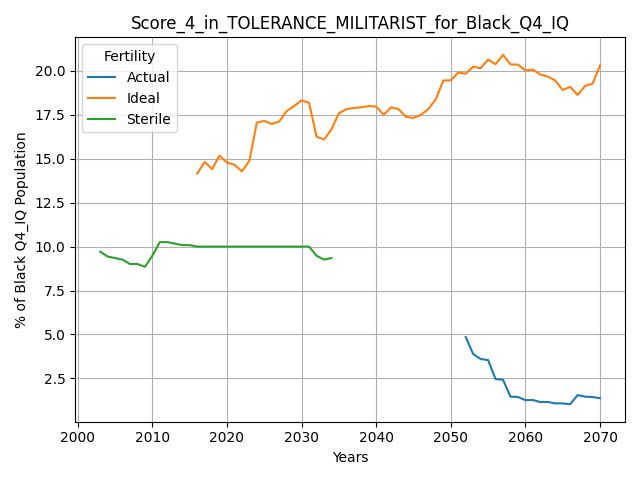 Score_4_in_TOLERANCE_MILITARIST_for_Black_Q4_IQ
Fertility
Actual
Ideal
Sterile
% of Black Q4_IQ Population
20.0
17.5
15.0
12.5
10.0
7.5
5.0
2.5
2000 2010 2020 2030 2040 2050 2060 2070
Years